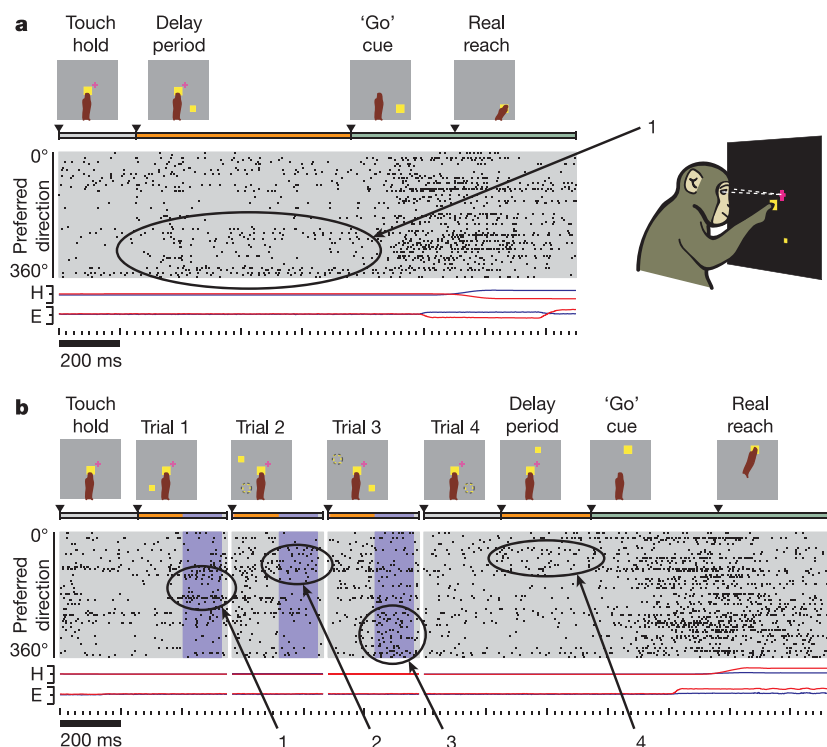 a
Touch hold
Delay period
'Go' cue
Real reach
1
0°
Preferred direction
360°
H
E
200 ms
b
Touch hold
Trial 1
Trial 2
Trial 3
Trial 4
Delay period
'Go' cue
Real reach
0°
Preferred direction
360°
H
E
200 ms
1
2
3
4